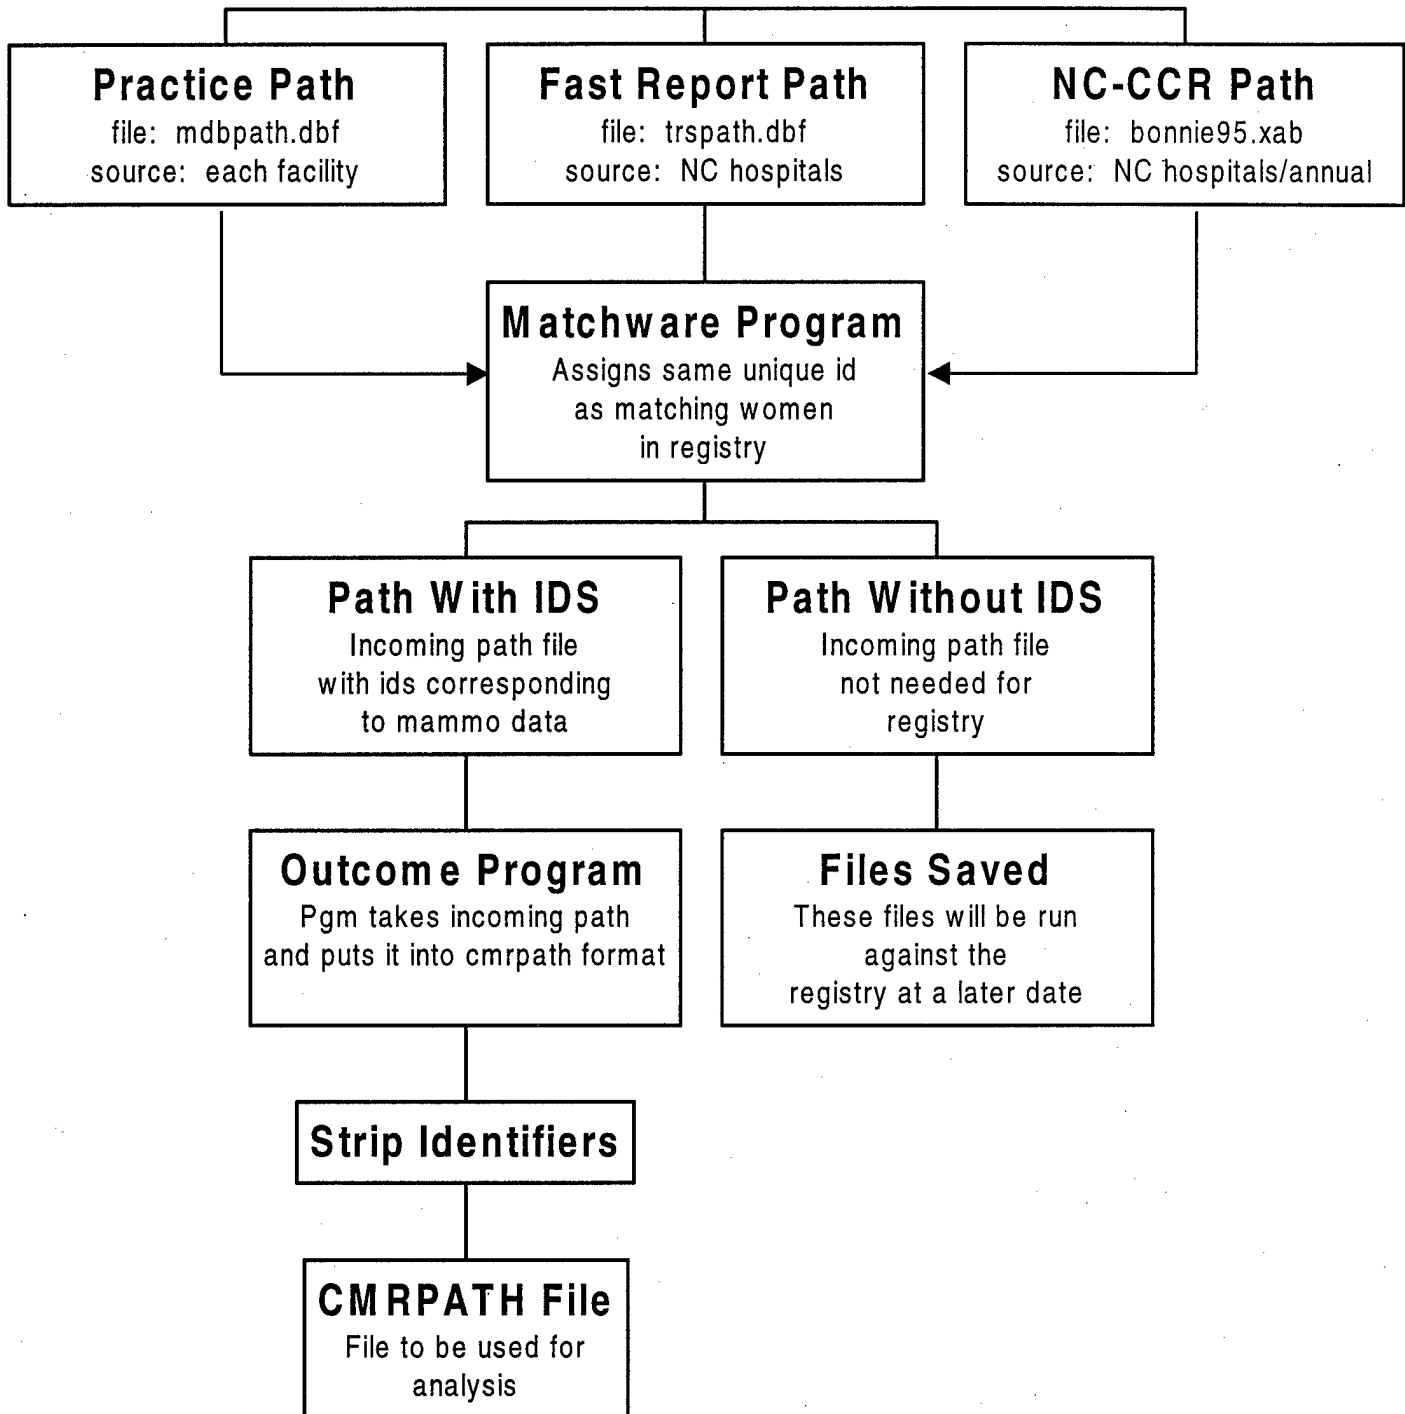 Practice Path
file: mdbpath.dbf
source: each facility
Fast Report Path
file: trspath.dbf
source: NC hospitals
NC-CCR Path
file: bonnie95.xab
source: NC hospitals/annual
Matchware Program
Assigns same unique id
as matching women
in registry
Path With IDS
Incoming path file
with ids corresponding
to mammo data
Path Without IDS
Incoming path file
not needed for
registry
Outcome Program
Pgm takes incoming path
and puts it into cmrpath format
Files Saved
These files will be run
against the
registry at a later date
Strip Identifiers
CMRPATH File
File to be used for
analysis